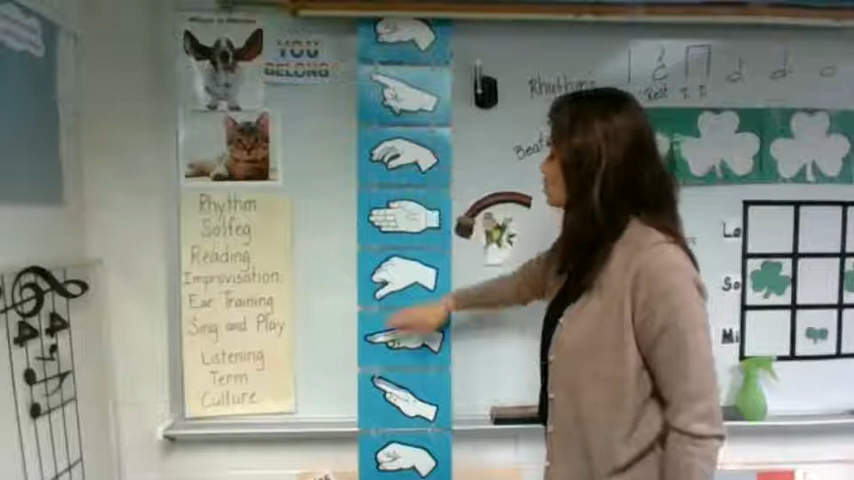 YOU
BELONG
Rhythm
Solfeg
Reading
Improvisation
Ear Training
Sing and Play
Listening
Term
Culture
Rhythm
Rest
Beat
La
So
Mi